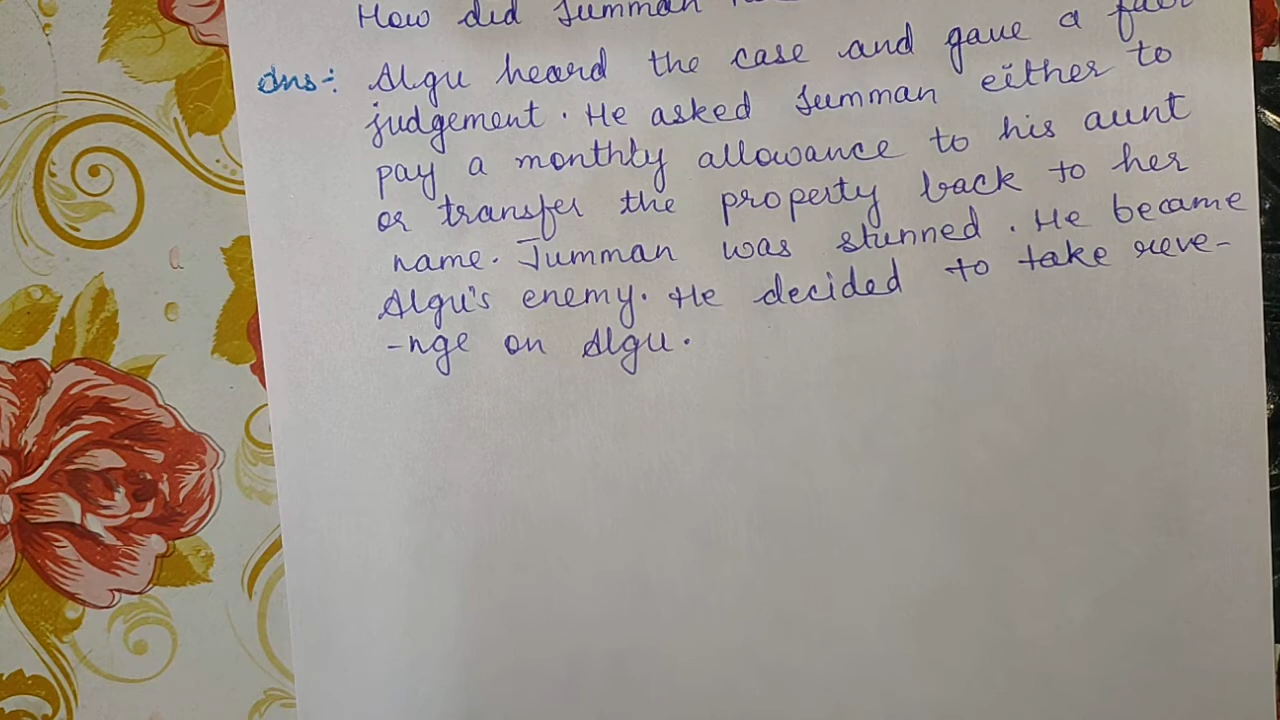 How did Jumman
Ans:- Algu heard the case and gave a fair
judgement. He asked Jumman either to
pay a monthly allowance to his aunt
or transfer the property back to her
name. Jumman was stunned. He became
Algu's enemy. He decided to take reve-
-nge on Algu.